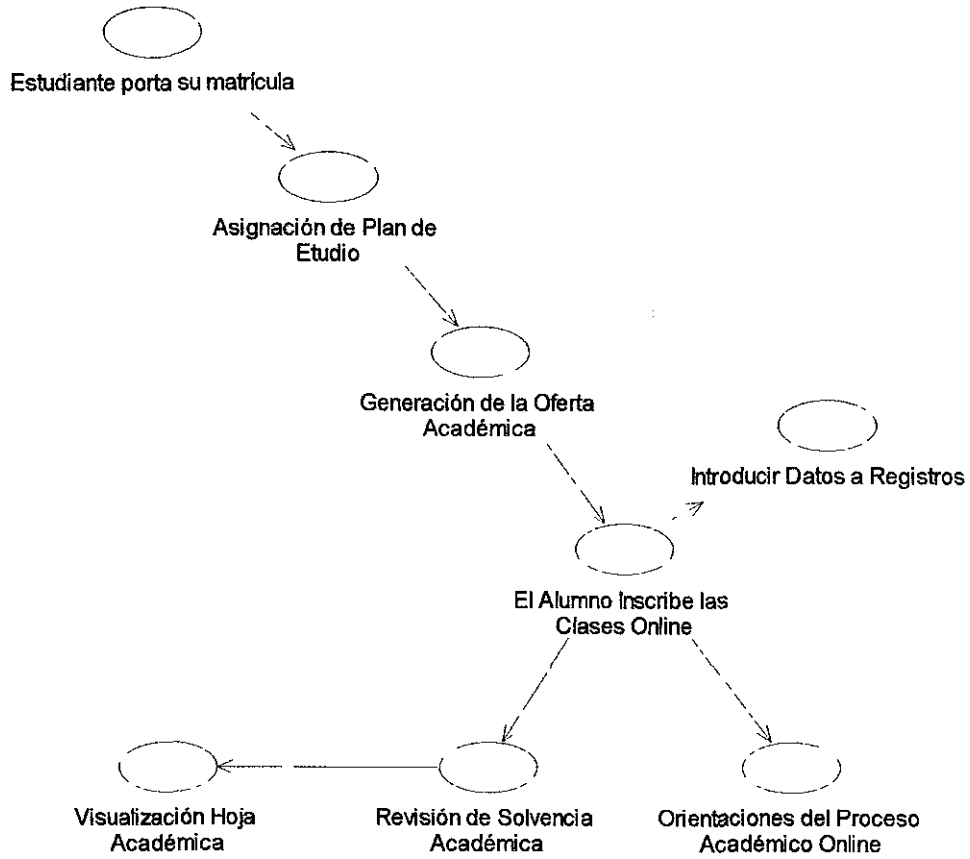 Estudiante porta su matrícula
Asignación de Plan de
Etudio
Generación de la Oferta
Académica
Introducir Datos a Registros
El Alumno Inscribe las
Clases Online
Visualización Hoja
Académica
Revisión de Solvencia
Académica
Orientaciones del Proceso
Académico Online